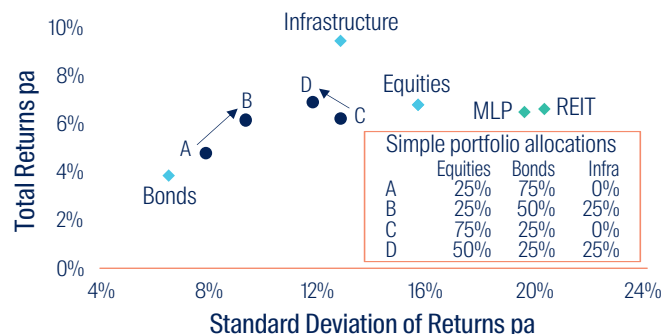 Total Returns pa
10%
8%
6%
4%
2%
0%
Infrastructure
D
Equities
B
C
MLP
REIT
A
Bonds
Simple portfolio allocations
Equities Bonds Infra
A 25% 75% 0%
B 25% 50% 25%
C 75% 25% 0%
D 50% 25% 25%
4% 8% 12% 16% 20% 24%
Standard Deviation of Returns pa